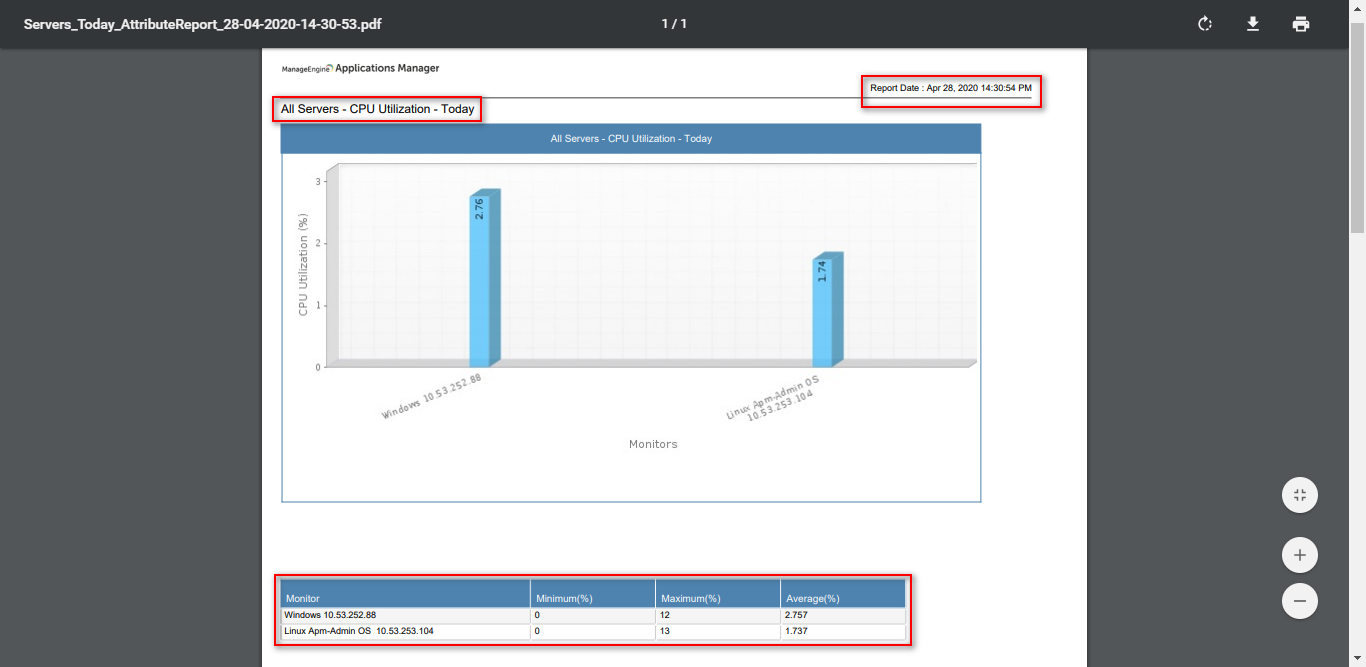 Servers_Today_AttributeReport_28-04-2020-14-30-53.pdf
1 / 1
ManageEngine Applications Manager
Report Date : Apr 28, 2020 14:30:54 PM
All Servers - CPU Utilization - Today
All Servers - CPU Utilization - Today
CPU Utilization (%)
3
2
1
0
2.76
1.74
Windows 10.53.252.88
Linux Apm-Admin OS
10.53.253.104
Monitors
Monitor Minimum(%) Maximum(%) Average(%)
Windows 10.53.252.88 0 12 2.757
Linux Apm-Admin OS 10.53.253.104 0 13 1.737